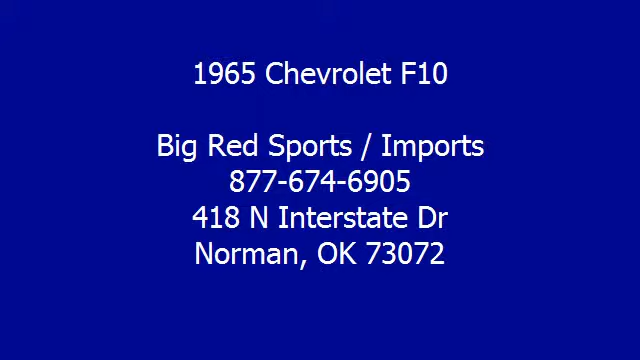 1965 Chevrolet F10
Big Red Sports / Imports
877-674-6905
418 N Interstate Dr
Norman, OK 73072